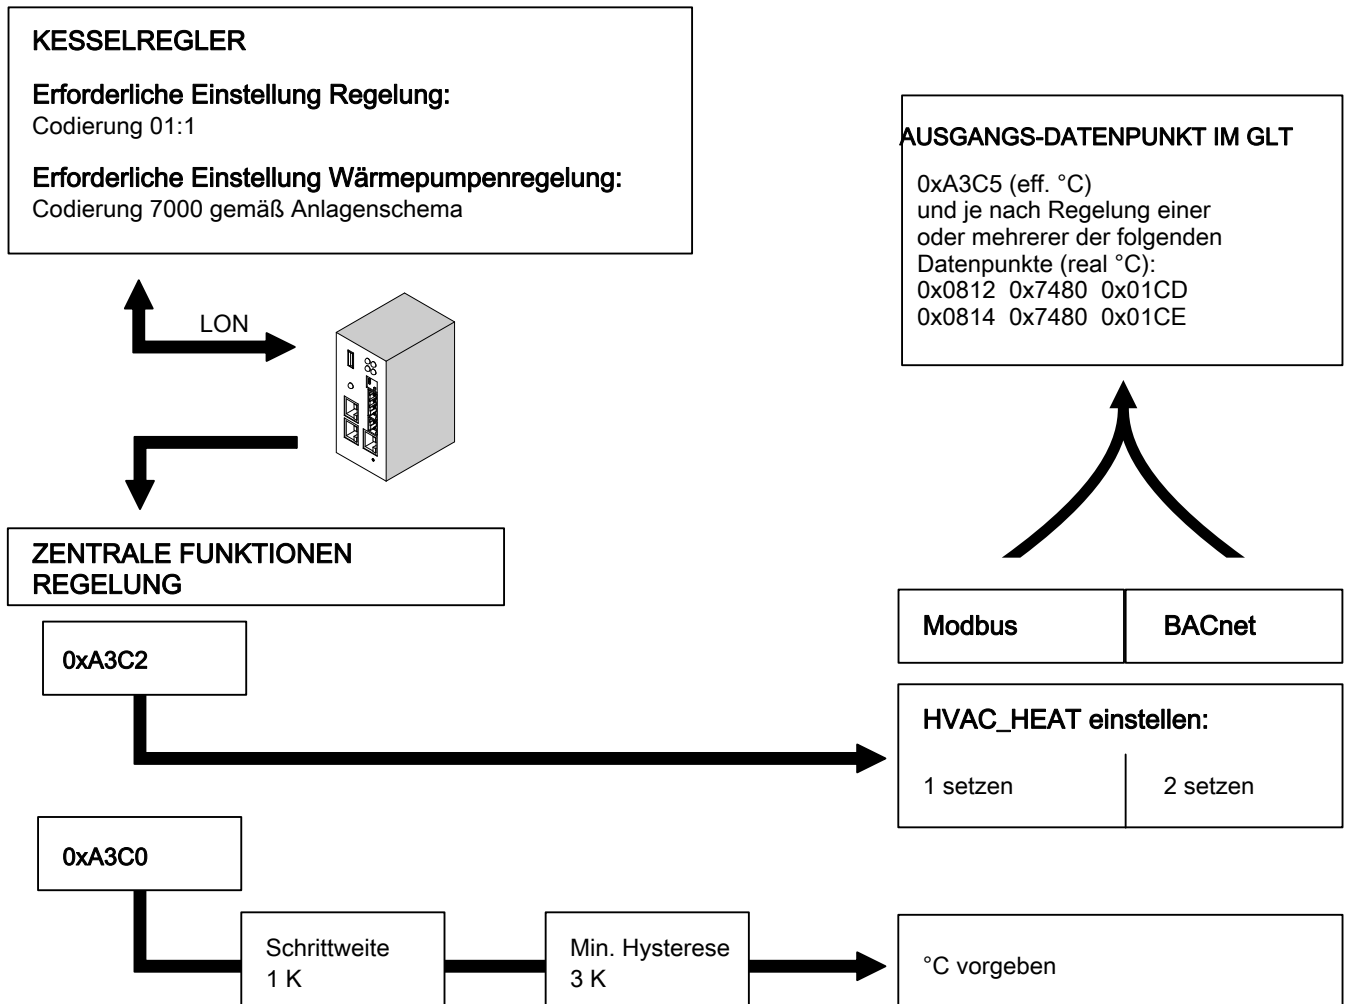 KESSELREGLER
Erforderliche Einstellung Regelung:
Codierung 01:1
Erforderliche Einstellung Wärmepumpenregelung:
Codierung 7000 gemäß Anlagenschema
LON
ZENTRALE FUNKTIONEN
REGELUNG
0xA3C2
0xA3C0
Schrittweite
1 K
Min. Hysterese
3 K
AUSGANGS-DATENPUNKT IM GLT
0xA3C5 (eff. °C)
und je nach Regelung einer
oder mehrerer der folgenden
Datenpunkte (real °C):
0x0812 0x7480 0x01CD
0x0814 0x7480 0x01CE
Modbus
BACnet
HVAC_HEAT einstellen:
1 setzen
2 setzen
°C vorgeben